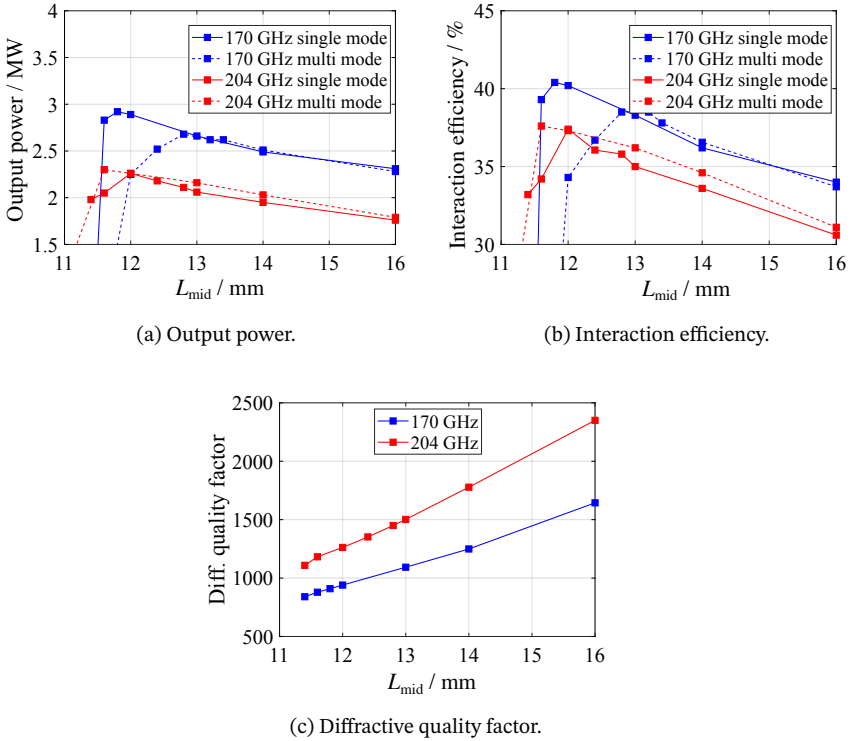 4
3.5
3
2.5
2
1.5
Output power / MW
170 GHz single mode
170 GHz multi mode
204 GHz single mode
204 GHz multi mode
11 12 13 14 15 16
L_mid / mm
(a) Output power.
45
40
35
30
Interaction efficiency / %
170 GHz single mode
170 GHz multi mode
204 GHz single mode
204 GHz multi mode
11 12 13 14 15 16
L_mid / mm
(b) Interaction efficiency.
2500
2000
1500
1000
500
Diff. quality factor
170 GHz
204 GHz
11 12 13 14 15 16
L_mid / mm
(c) Diffractive quality factor.